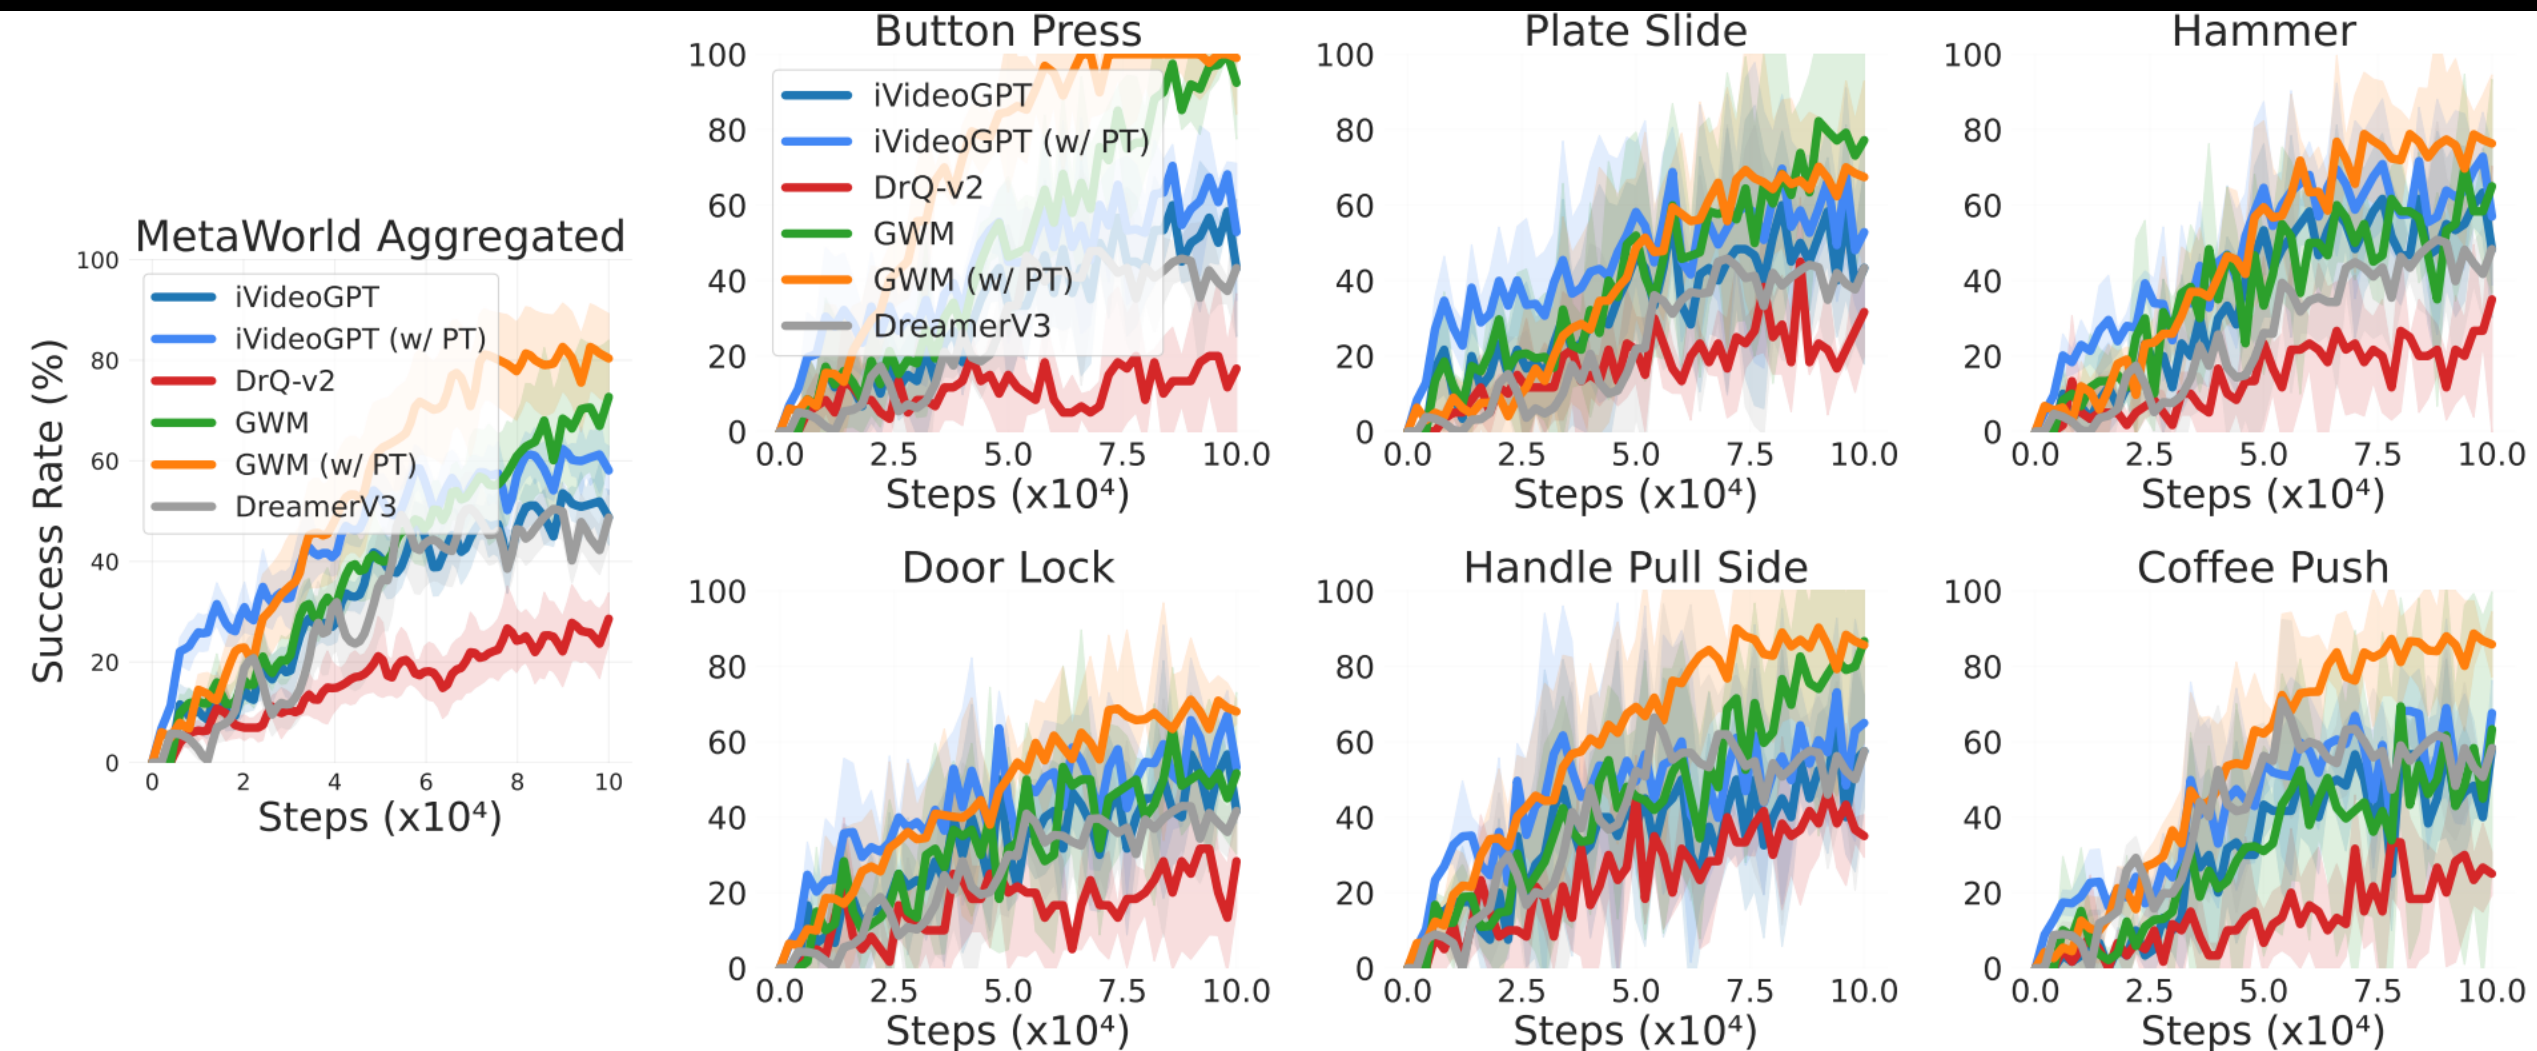 MetaWorld Aggregated
Success Rate (%)
100
80
60
40
20
0
iVideoGPT
iVideoGPT (w/ PT)
DrQ-v2
GWM
GWM (w/ PT)
DreamerV3
0 2 4 6 8 10
Steps (x10⁴)
Button Press
100
80
60
40
20
0
iVideoGPT
iVideoGPT (w/ PT)
DrQ-v2
GWM
GWM (w/ PT)
DreamerV3
0.0 2.5 5.0 7.5 10.0
Steps (x10⁴)
Plate Slide
100
80
60
40
20
0
0.0 2.5 5.0 7.5 10.0
Steps (x10⁴)
Hammer
100
80
60
40
20
0
0.0 2.5 5.0 7.5 10.0
Steps (x10⁴)
Door Lock
100
80
60
40
20
0
0.0 2.5 5.0 7.5 10.0
Steps (x10⁴)
Handle Pull Side
100
80
60
40
20
0
0.0 2.5 5.0 7.5 10.0
Steps (x10⁴)
Coffee Push
100
80
60
40
20
0
0.0 2.5 5.0 7.5 10.0
Steps (x10⁴)